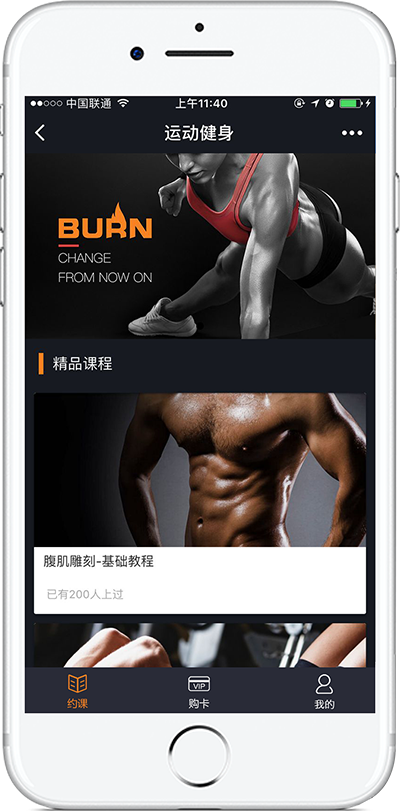 中国联通
上午11:40
运动健身
BURN
CHANGE
FROM NOW ON
精品课程
腹肌雕刻-基础教程
已有200人上过
VIP
约课
购卡
我的